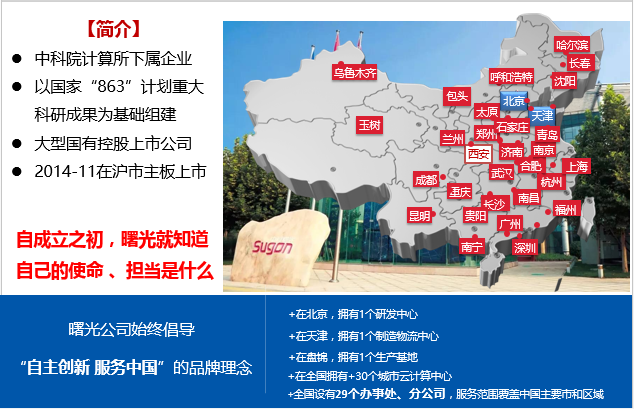 【简介】
中科院计算所下属企业
以国家“863”计划重大
科研成果为基础组建
大型国有控股上市公司
2014-11在沪市主板上市
自成立之初，曙光就知道
自己的使命 、担当是什么
哈尔滨
长春
乌鲁木齐
呼和浩特
沈阳
包头
北京
太原
天津
玉树
石家庄
郑州
青岛
兰州
西安
济南
南京
合肥
上海
成都
武汉
杭州
重庆
长沙
南昌
昆明
贵阳
福州
广州
南宁
深圳
sugon
曙光公司始终倡导
“自主创新 服务中国”的品牌理念
+在北京，拥有1个研发中心
+在天津，拥有1个制造物流中心
+在盘锦，拥有1个生产基地
+在全国拥有+30个城市云计算中心
+全国设有29个办事处、分公司，服务范围覆盖中国主要市和区域